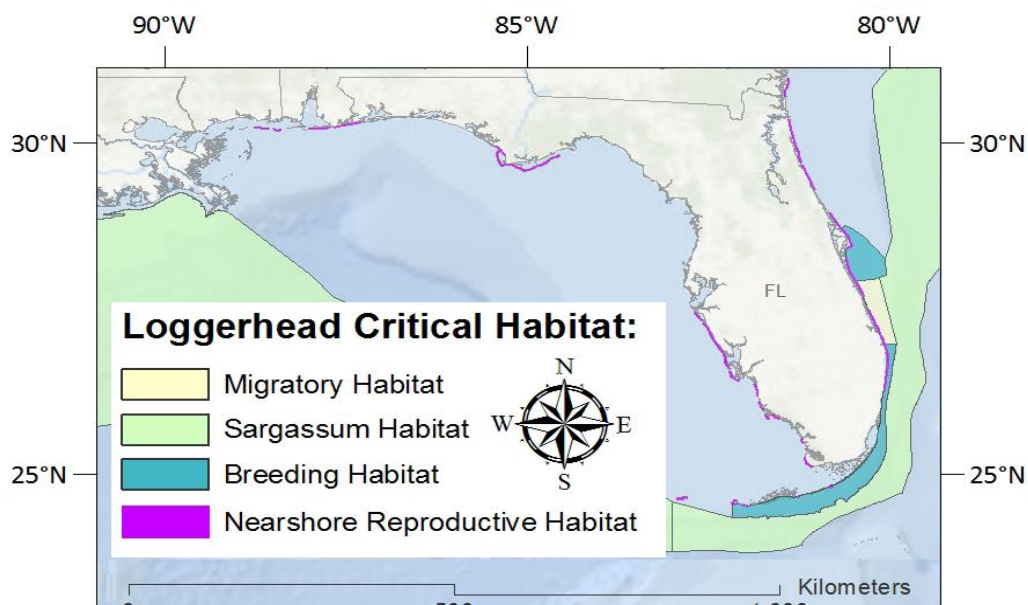 90°W 85°W 80°W
30°N 30°N
FL
Loggerhead Critical Habitat:
N
Migratory Habitat
W E
Sargassum Habitat
25°N 25°N
Breeding Habitat
S
Nearshore Reproductive Habitat
Kilometers